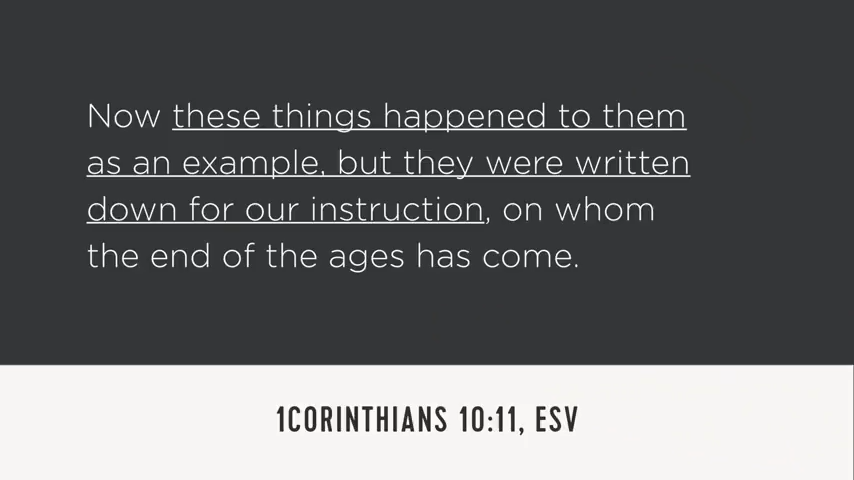 Now these things happened to them
as an example, but they were written
down for our instruction, on whom
the end of the ages has come.
1CORINTHIANS 10:11, ESV